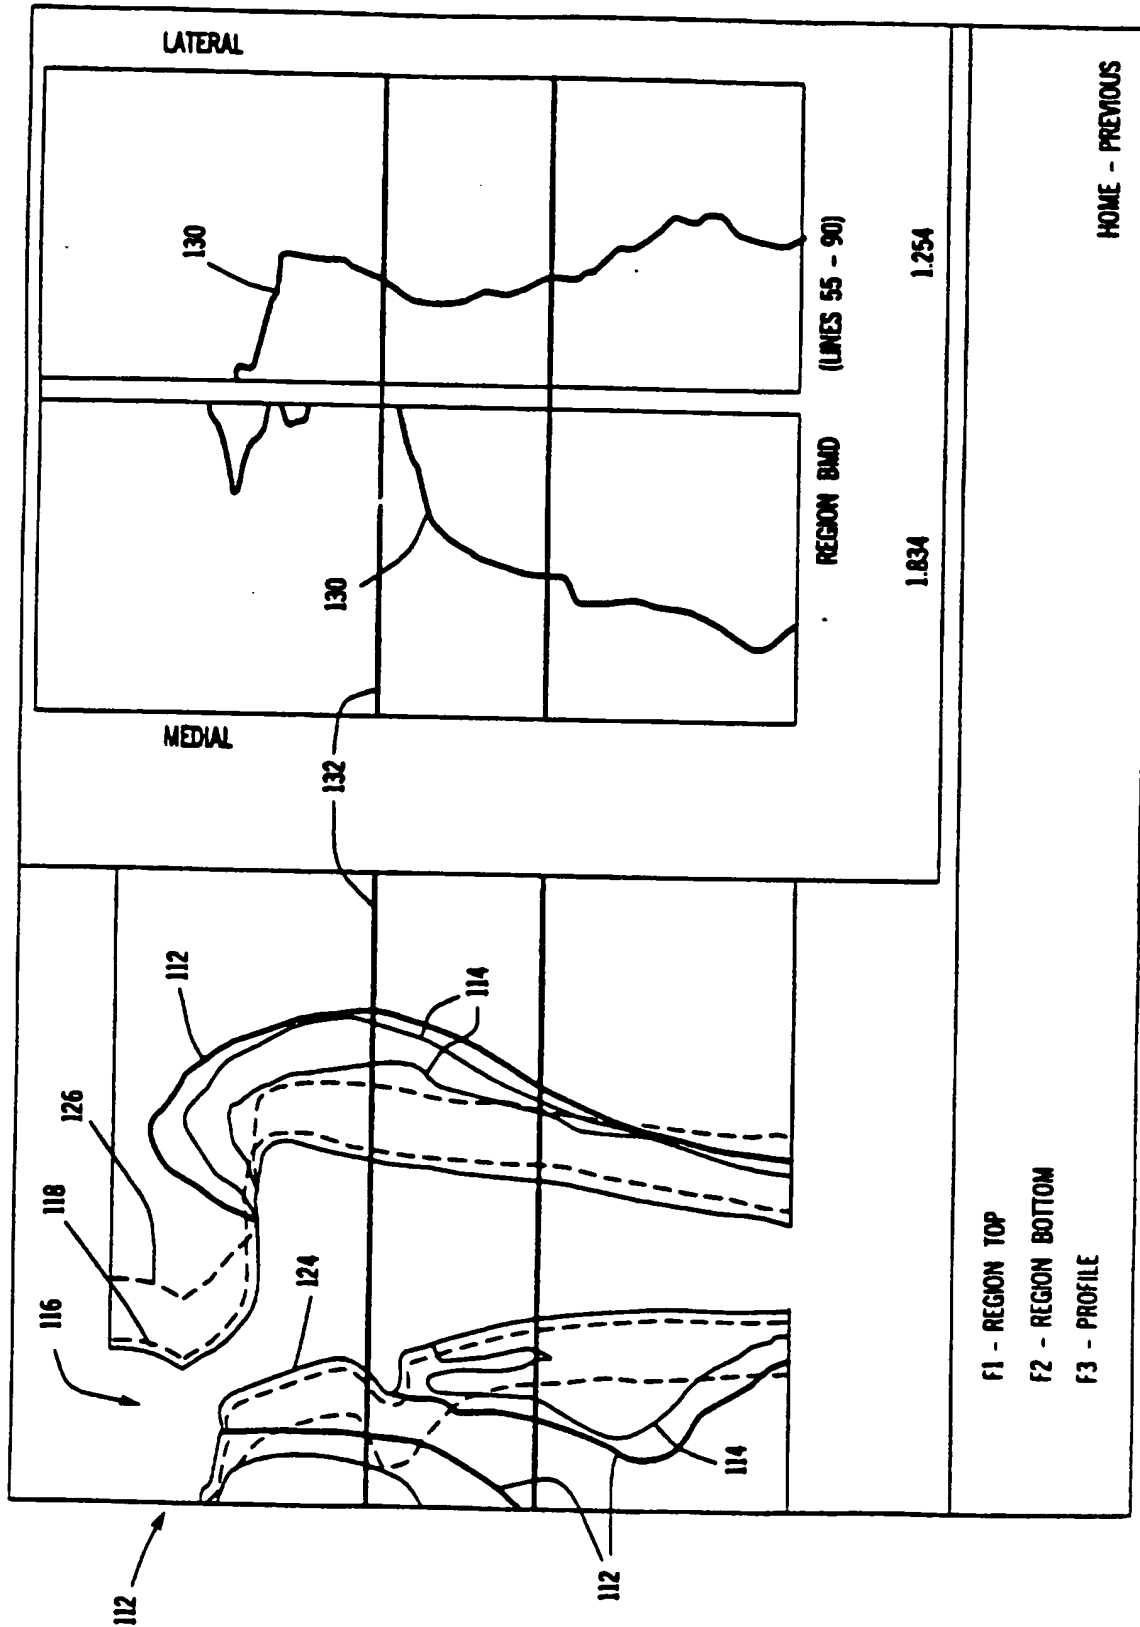 116
118
126
112
112
124
132
114
112
114
MEDIAL
LATERAL
130
130
REGION BMD (LINES 55 - 90)
1.834 1.254
F1 - REGION TOP
F2 - REGION BOTTOM
F3 - PROFILE
HOME - PREVIOUS